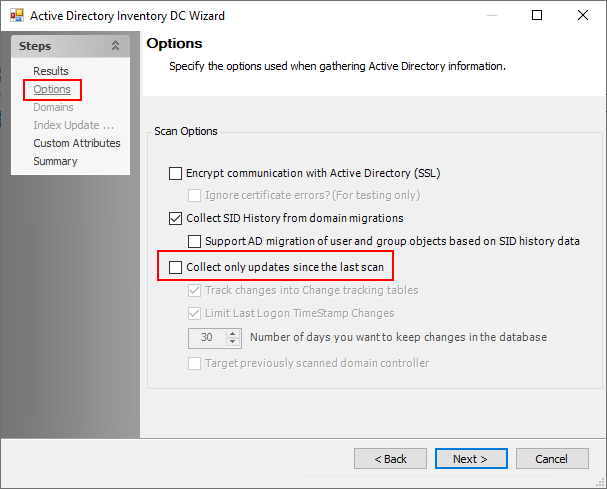 Active Directory Inventory DC Wizard
Steps
Results
Options
Domains
Index Update ...
Custom Attributes
Summary
Options
Specify the options used when gathering Active Directory information.
Scan Options
Encrypt communication with Active Directory (SSL)
Ignore certificate errors? (For testing only)
Collect SID History from domain migrations
Support AD migration of user and group objects based on SID history data
Collect only updates since the last scan
Track changes into Change tracking tables
Limit Last Logon TimeStamp Changes
30 Number of days you want to keep changes in the database
Target previously scanned domain controller
< Back Next > Cancel